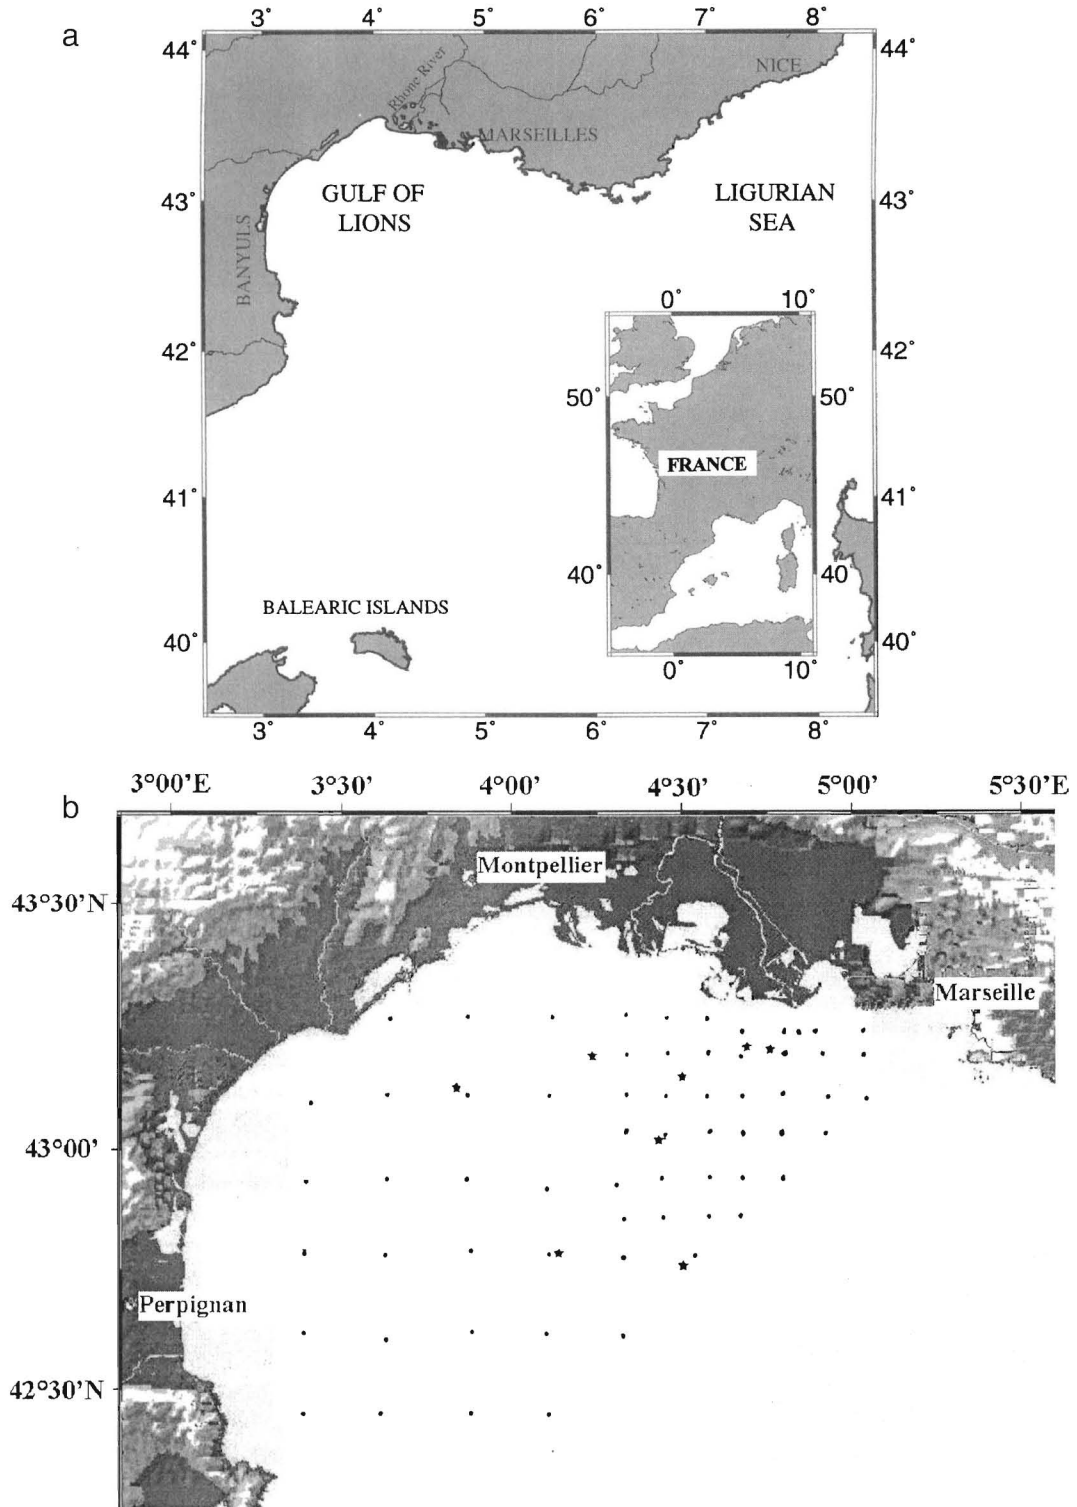 a
3° 4° 5° 6° 7° 8°
44° 44°
NICE
Rhone River
MARSEILLES
43° 43°
GULF OF
LIONS
LIGURIAN
SEA
BANYULS
0° 10°
42° 42°
50° 50°
FRANCE
41° 41°
40° 40
BALEARIC ISLANDS
40° 40°
0° 10°
3° 4° 5° 6° 7° 8°
b
3°00'E 3°30' 4°00' 4°30' 5°00' 5°30'E
Montpellier
43°30'N
Marseille
43°00'
Perpignan
42°30'N